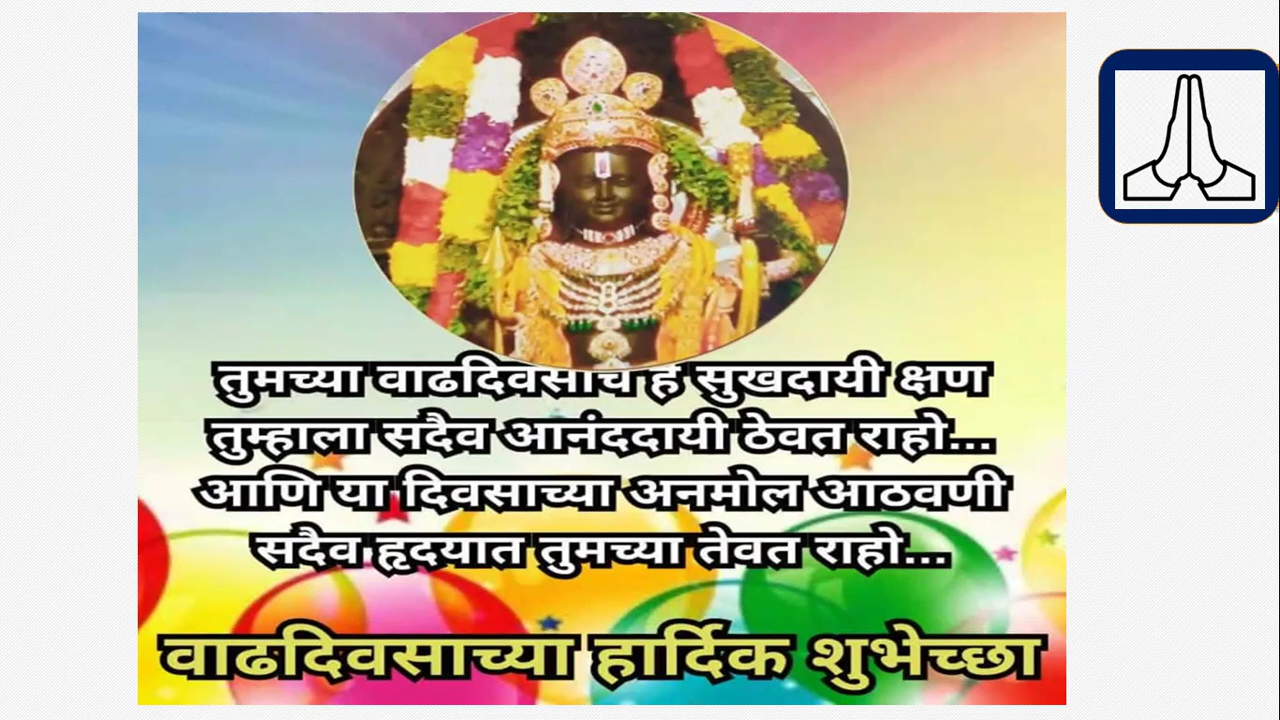 तुमच्या वाढदिवसाचे हे सुखदायी क्षण
तुम्हाला सदैव आनंददायी ठेवत राहो...
आणि या दिवसाच्या अनमोल आठवणी
सदैव हृदयात तुमच्या तेवत राहो...
वाढदिवसाच्या हार्दिक शुभेच्छा